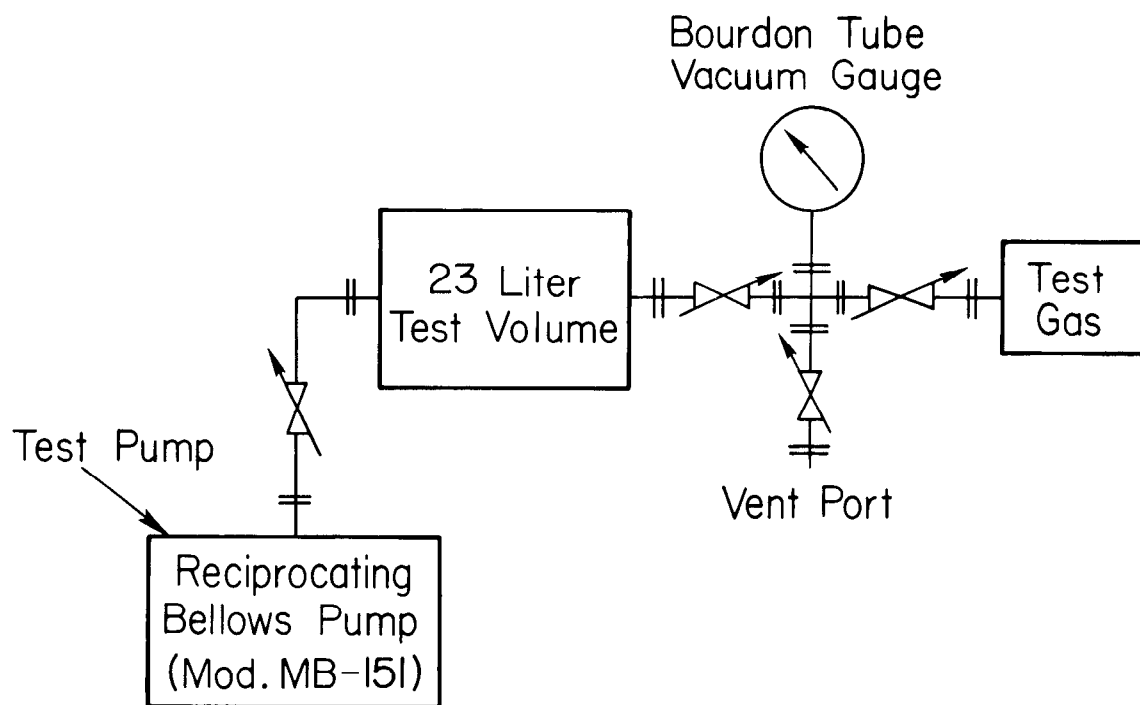 Bourdon Tube
Vacuum Gauge
23 Liter
Test Volume
Test
Gas
Test Pump
Vent Port
Reciprocating
Bellows Pump
(Mod. MB-151)